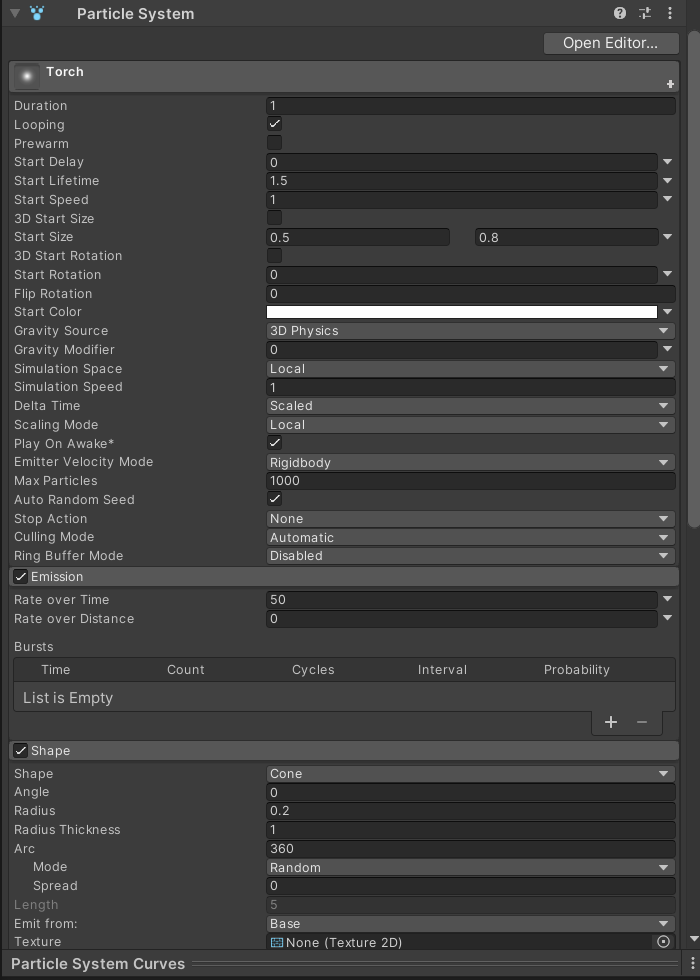 Particle System
Open Editor...
Torch
Duration 1
Looping
Prewarm
Start Delay 0
Start Lifetime 1.5
Start Speed 1
3D Start Size
Start Size 0.5 0.8
3D Start Rotation
Start Rotation 0
Flip Rotation 0
Start Color
Gravity Source 3D Physics
Gravity Modifier 0
Simulation Space Local
Simulation Speed 1
Delta Time Scaled
Scaling Mode Local
Play On Awake*
Emitter Velocity Mode Rigidbody
Max Particles 1000
Auto Random Seed
Stop Action None
Culling Mode Automatic
Ring Buffer Mode Disabled
Emission
Rate over Time 50
Rate over Distance 0
Bursts
Time Count Cycles Interval Probability
List is Empty
Shape
Shape Cone
Angle 0
Radius 0.2
Radius Thickness 1
Arc 360
Mode Random
Spread 0
Length 5
Emit from: Base
Texture None (Texture 2D)
Particle System Curves